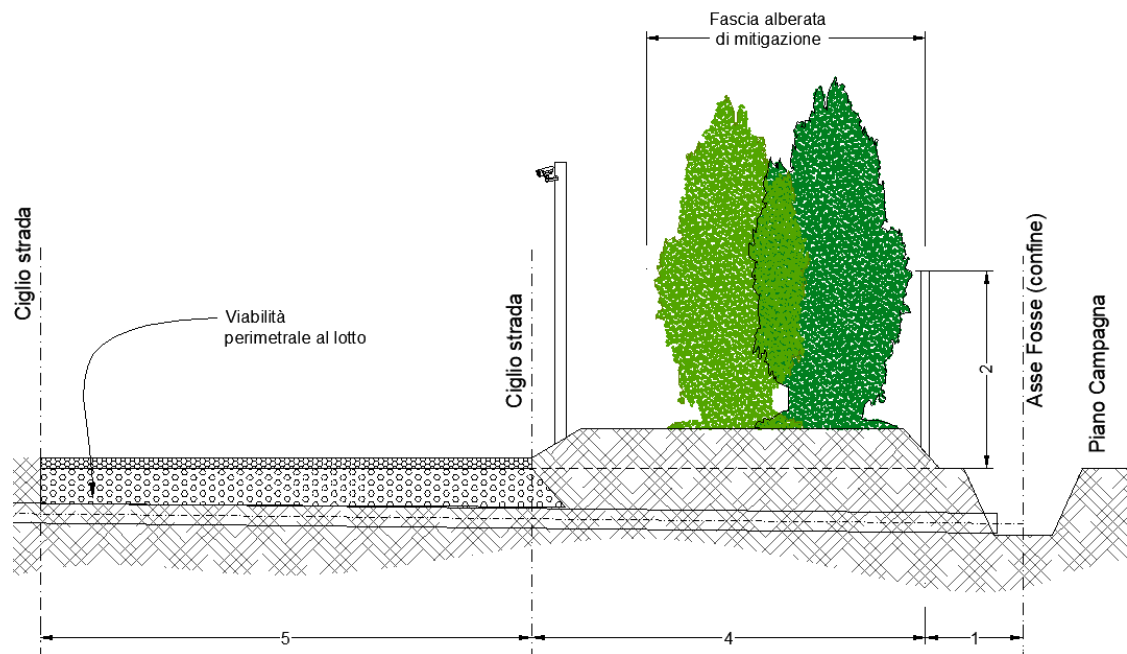 Fascia alberata
di mitigazione
Ciglio strada
Viabilità
perimetrale al lotto
Ciglio strada
2
Asse Fosse (confine)
Piano Campagna
5
4
1